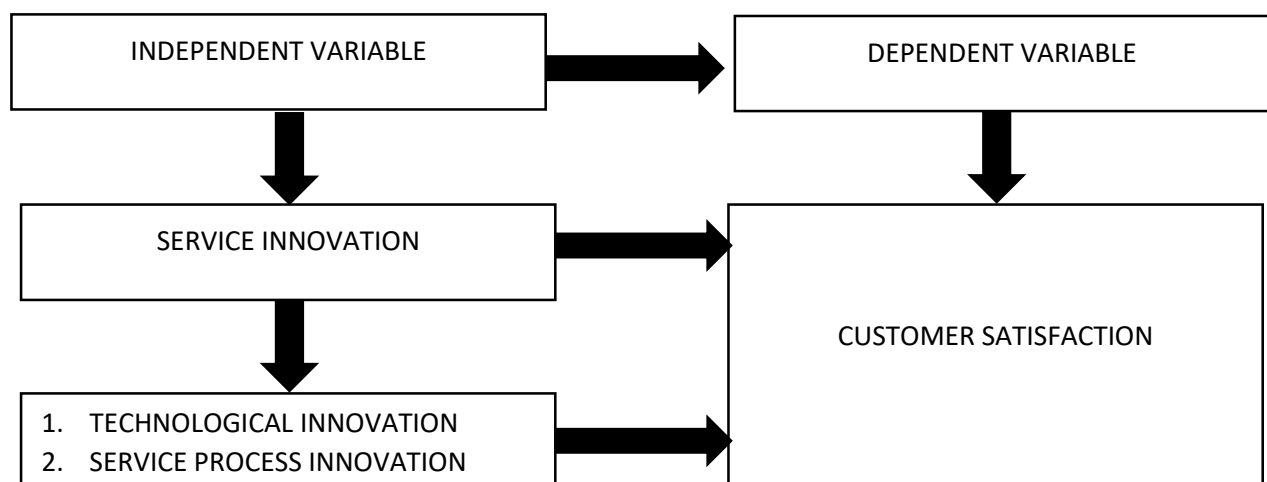 INDEPENDENT VARIABLE
DEPENDENT VARIABLE
SERVICE INNOVATION
CUSTOMER SATISFACTION
1. TECHNOLOGICAL INNOVATION
2. SERVICE PROCESS INNOVATION